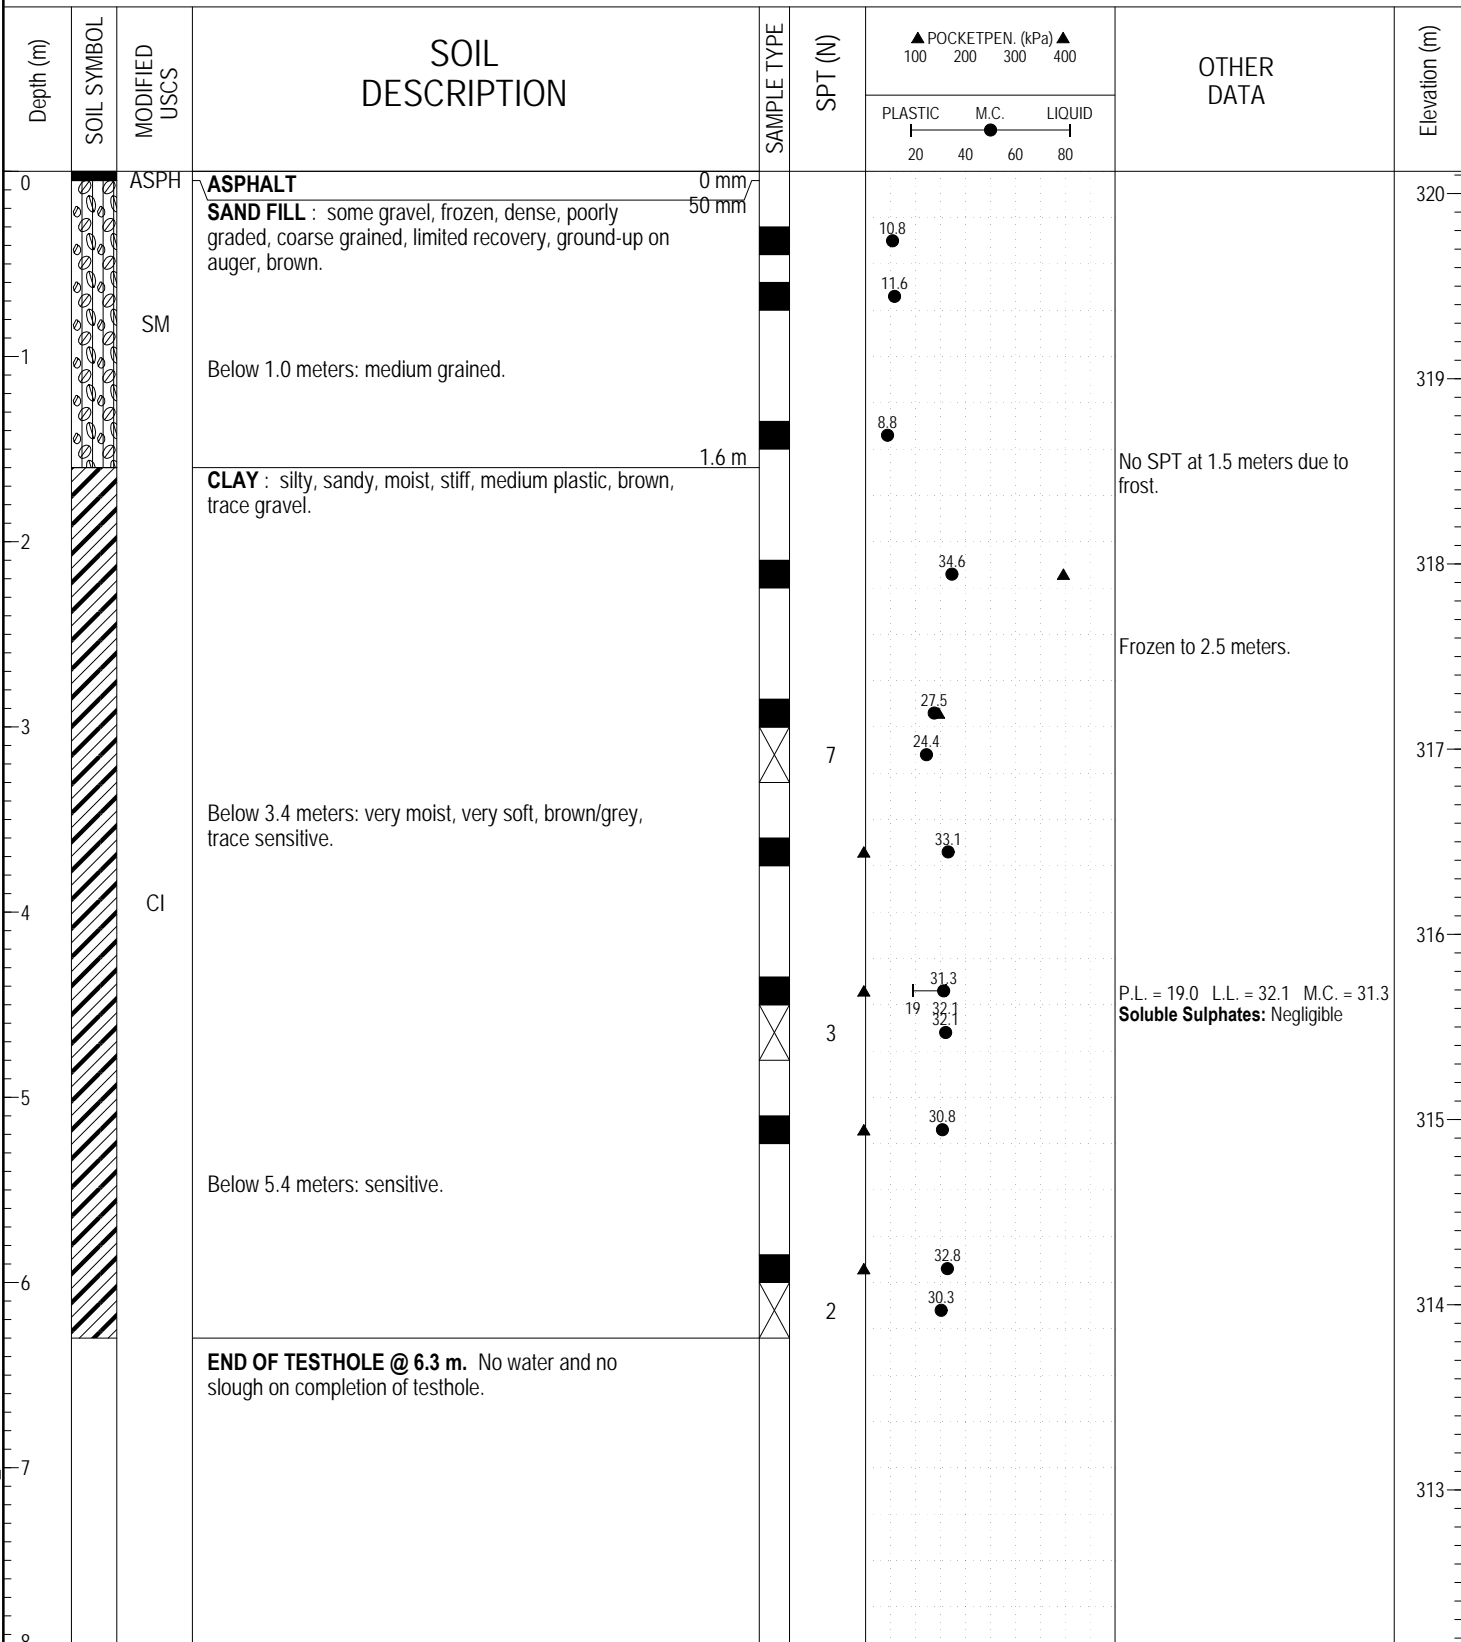 Depth (m)
SOIL SYMBOL
MODIFIED
USCS
SOIL
DESCRIPTION
SAMPLE TYPE
SPT (N)
▲ POCKETPEN. (kPa) ▲
100 200 300 400
PLASTIC M.C. LIQUID
20 40 60 80
OTHER
DATA
Elevation (m)
0
ASPH
ASPHALT
0 mm
50 mm
320
SAND FILL : some gravel, frozen, dense, poorly
graded, coarse grained, limited recovery, ground-up on
auger, brown.
10.8
11.6
SM
1
Below 1.0 meters: medium grained.
319
8.8
1.6 m
No SPT at 1.5 meters due to
frost.
CLAY : silty, sandy, moist, stiff, medium plastic, brown,
trace gravel.
2
34.6
318
Frozen to 2.5 meters.
27.5
3
24.4
7
317
Below 3.4 meters: very moist, very soft, brown/grey,
trace sensitive.
33.1
CI
4
316
31.3
19 32.1
P.L. = 19.0 L.L. = 32.1 M.C. = 31.3
Soluble Sulphates: Negligible
32.1
3
5
30.8
315
Below 5.4 meters: sensitive.
32.8
6
30.3
2
314
END OF TESTHOLE @ 6.3 m. No water and no
slough on completion of testhole.
7
313
8